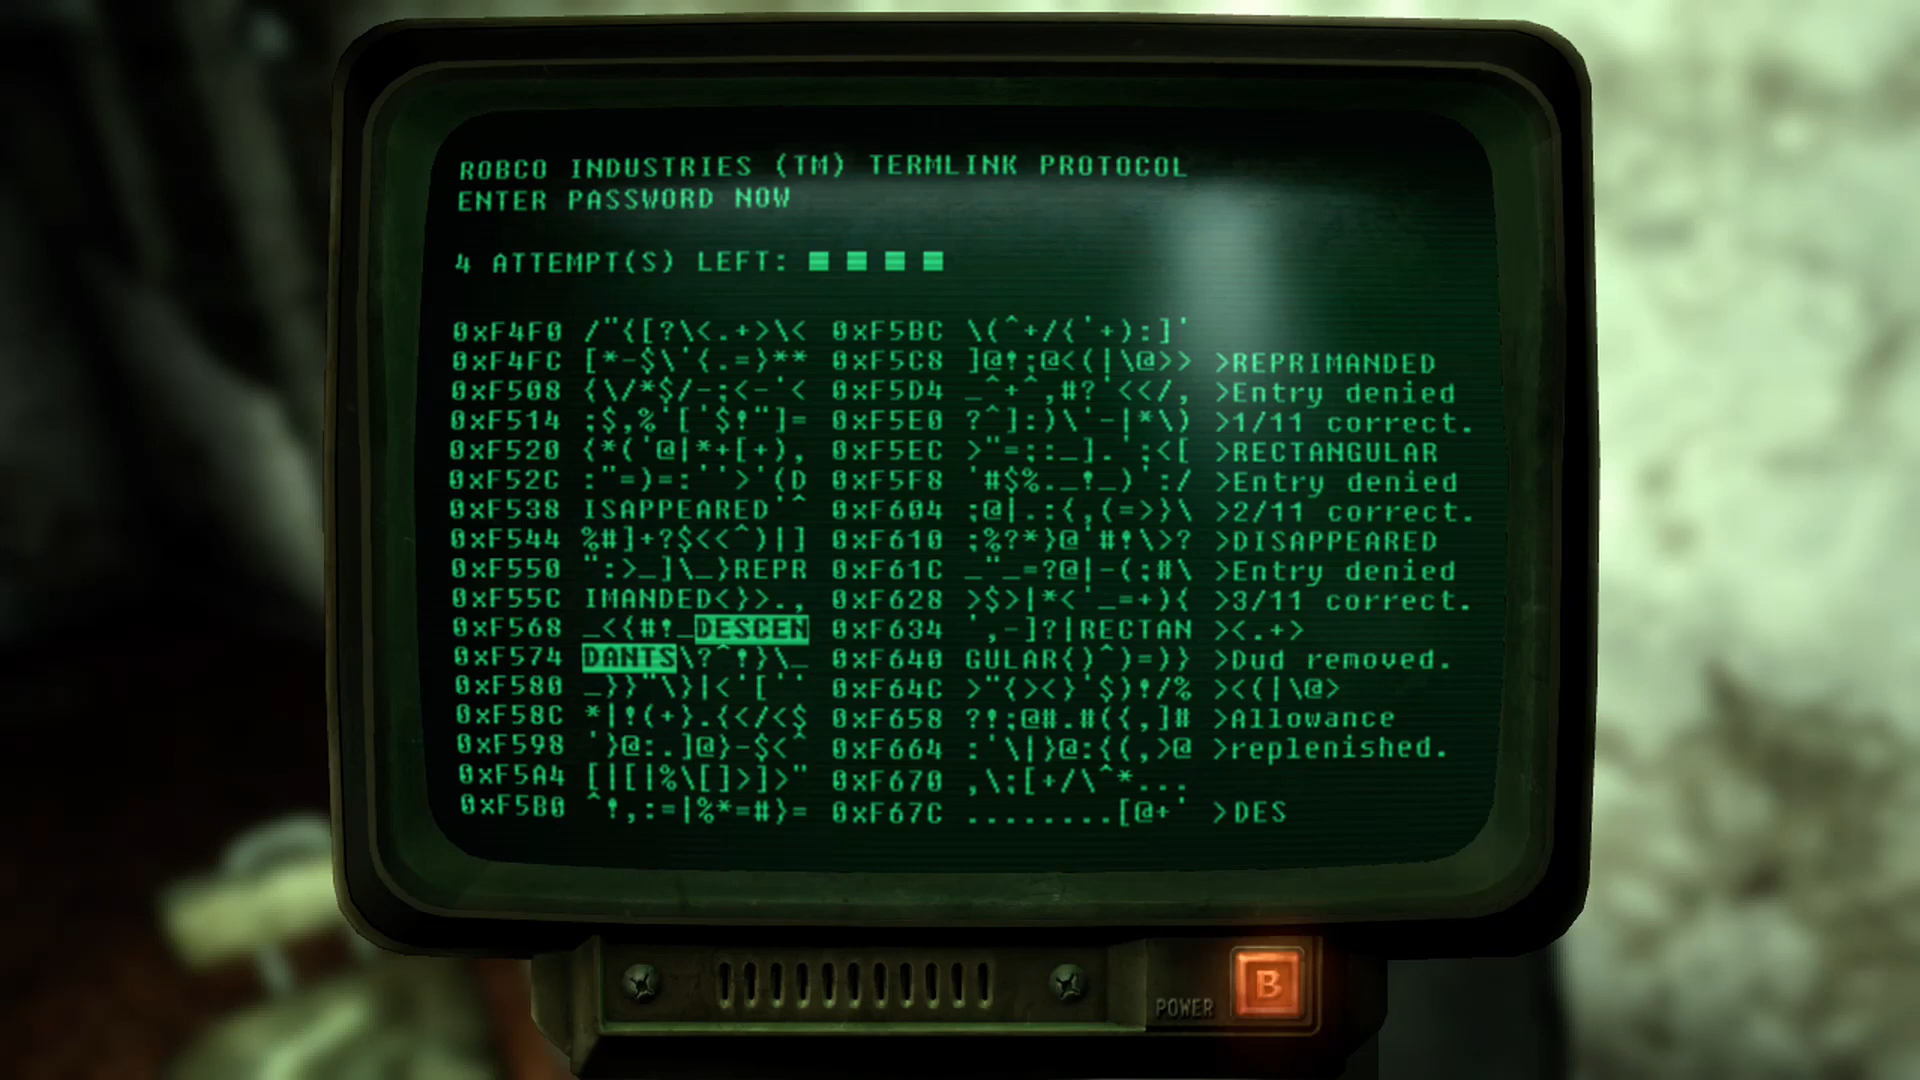 ROBCO INDUSTRIES (TM) TERMLINK PROTOCOL
ENTER PASSWORD NOW
4 ATTEMPT(S) LEFT: ■ ■ ■ ■
0xF4F0 /"{[?\<.+>\< 0xF5BC \(^+/{'+):]'
0xF4FC [*-$\'{.=}** 0xF5C8 ]@!;@<(|\@>> >REPRIMANDED
0xF508 {\/*$/-;<-'< 0xF5D4 _^+^,#?'<</, >Entry denied
0xF514 ;$,%'['$!"]= 0xF5E0 ?^]:)\'-|*\) >1/11 correct.
0xF520 {*('@|*+[+), 0xF5EC >"=;:_].';<[ >RECTANGULAR
0xF52C :"=)=:''>'(D 0xF5F8 '#$%._!_)':/ >Entry denied
0xF538 ISAPPEARED'^ 0xF604 ;@|.:{,(=>}\ >2/11 correct.
0xF544 %#]+?$<<^)|] 0xF610 ;%?*}@'#!\>? >DISAPPEARED
0xF550 ":>_]\_}REPR 0xF61C _"_=?@|-(;#\ >Entry denied
0xF55C IMANDED<}>., 0xF628 >$>|*<'_=+){ >3/11 correct.
0xF568 _<{#!_DESCEN 0xF634 ',-]?|RECTAN ><.+>
0xF574 DANTS\?^!}\_ 0xF640 GULAR{)^)=)} >Dud removed.
0xF580 _}}"\}|<'['' 0xF64C >"{><}'$)!/% ><(|\@>
0xF58C *|!(+}.{</<$ 0xF658 ?!;@#.#({,]# >Allowance
0xF598 '}@:.]@}-$<^ 0xF664 :'\|}@:{(,>@ >replenished.
0xF5A4 [|[|%\[]>]>" 0xF670 ,\;[+/\^*...
0xF5B0 ^!,:=|%*=#}= 0xF67C ........[@+' >DES
POWER
B